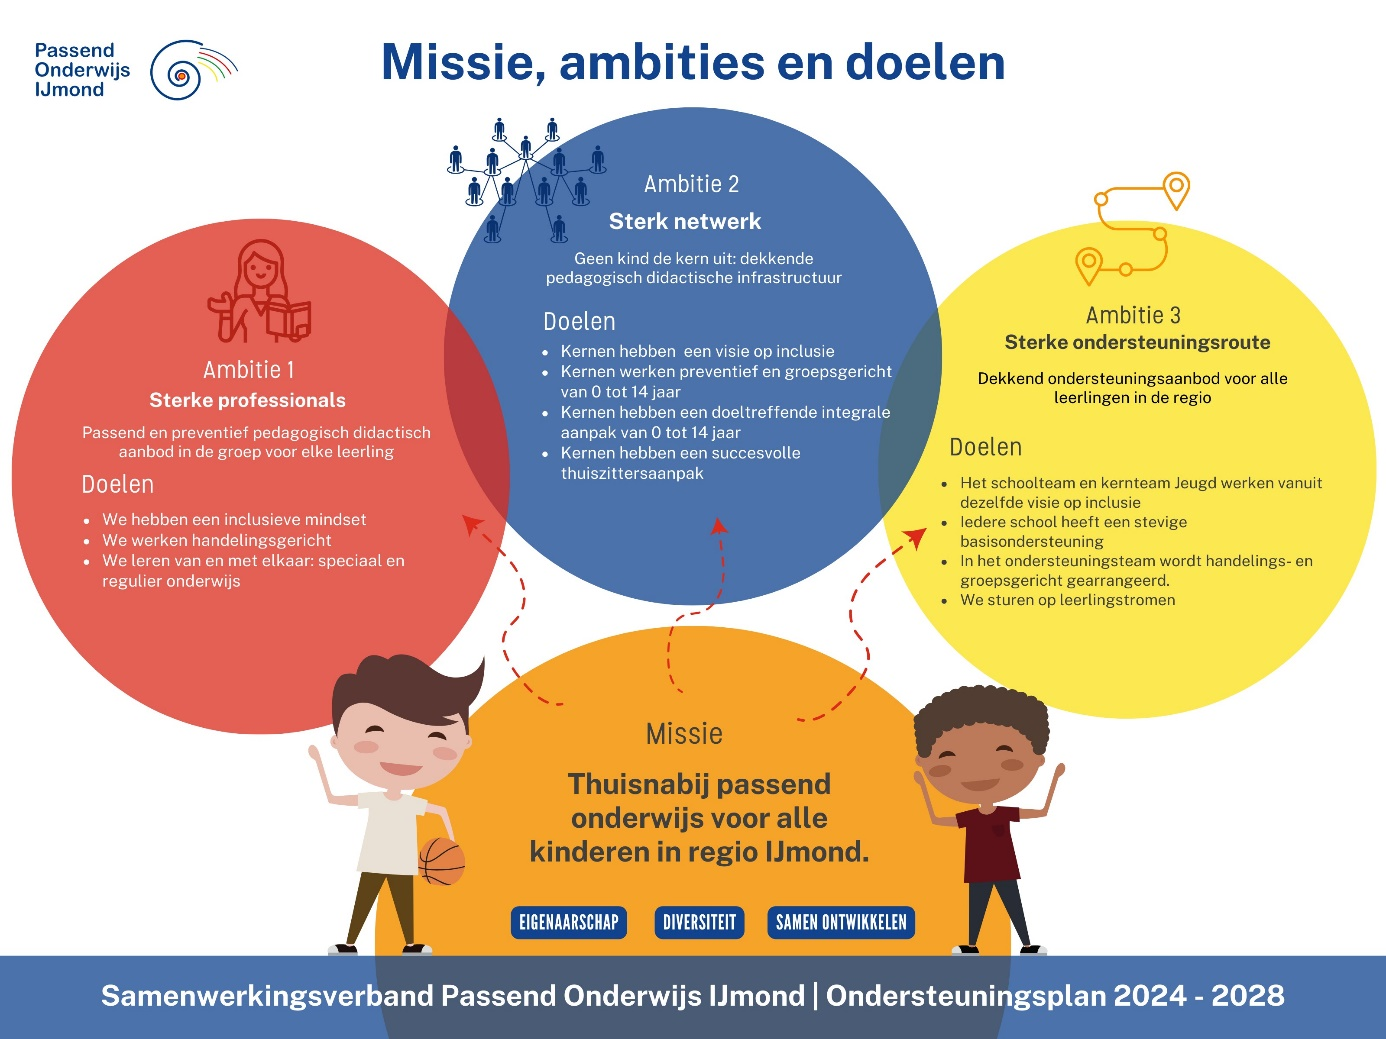 Passend
Onderwijs
IJmond
Missie, ambities en doelen
Ambitie 1
Sterke professionals
Passend en preventief pedagogisch didactisch
aanbod in de groep voor elke leerling
Doelen
• We hebben een inclusieve mindset
• We werken handelingsgericht
• We leren van en met elkaar: speciaal en
regulier onderwijs
Ambitie 2
Sterk netwerk
Geen kind de kern uit: dekkende
pedagogisch didactische infrastructuur
Doelen
• Kernen hebben een visie op inclusie
• Kernen werken preventief en groepsgericht
van 0 tot 14 jaar
• Kernen hebben een doeltreffende integrale
aanpak van 0 tot 14 jaar
• Kernen hebben een succesvolle
thuiszittersaanpak
Ambitie 3
Sterke ondersteuningsroute
Dekkend ondersteuningsaanbod voor alle
leerlingen in de regio
Doelen
• Het schoolteam en kernteam Jeugd werken vanuit
dezelfde visie op inclusie
• Iedere school heeft een stevige
basisondersteuning
• In het ondersteuningsteam wordt handelings- en
groepsgericht gearrangeerd.
• We sturen op leerlingstromen
Missie
Thuisnabij passend
onderwijs voor alle
kinderen in regio IJmond.
EIGENAARSCHAP
DIVERSITEIT
SAMEN ONTWIKKELEN
Samenwerkingsverband Passend Onderwijs IJmond | Ondersteuningsplan 2024 - 2028